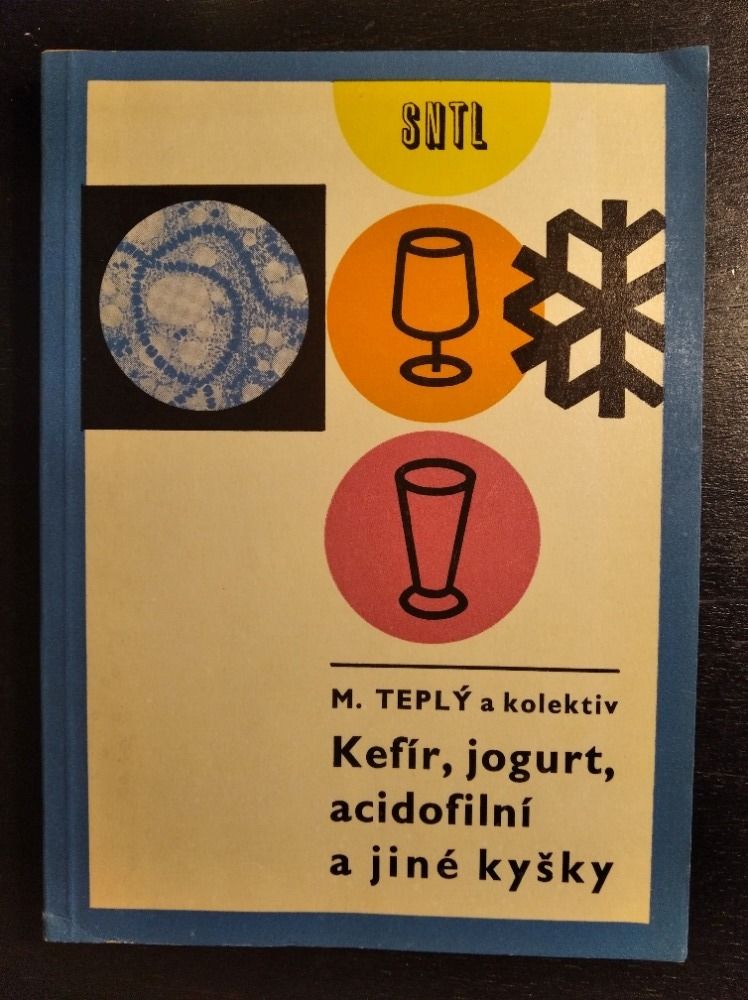 SNTL
M. TEPLÝ a kolektiv
Kefír, jogurt,
acidofilní
a jiné kyšky